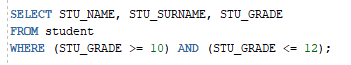 SELECT STU_NAME, STU_SURNAME, STU_GRADE
FROM student
WHERE (STU_GRADE >= 10) AND (STU_GRADE <= 12);